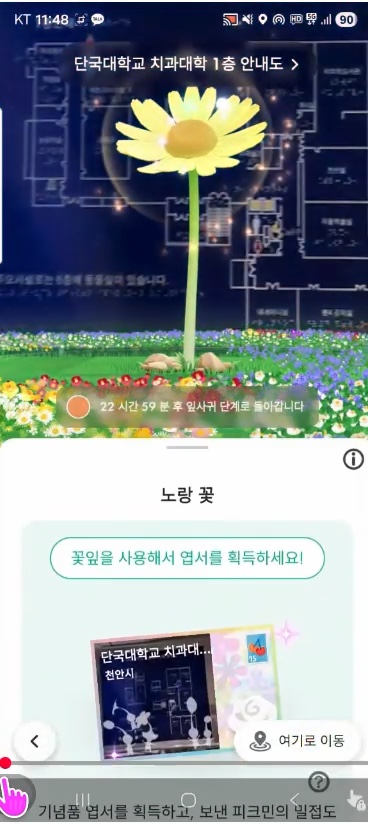 KT 11:48
90
단국대학교 치과대학 1층 안내도 >
22 시간 59 분 후 잎사귀 단계로 돌아갑니다
노랑 꽃
꽃잎을 사용해서 엽서를 획득하세요!
단국대학교 치과대...
천안시
15
여기로 이동
기념품 엽서를 획득하고, 보낸 피크민의 밀접도